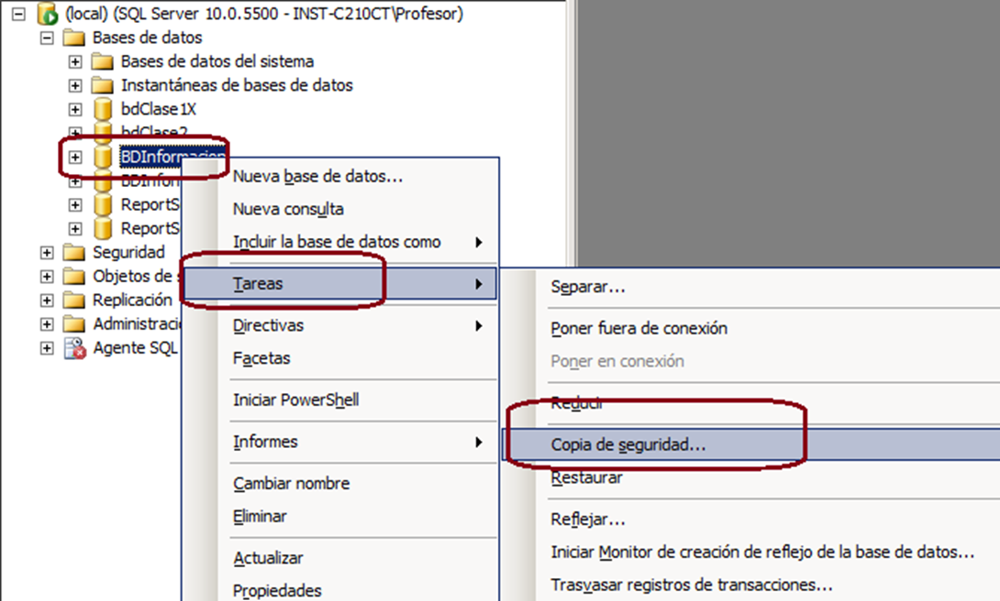 (local) (SQL Server 10.0.5500 - INST-C210CT\Profesor)
Bases de datos
Bases de datos del sistema
Instantáneas de bases de datos
bdClase1X
bdClase2
BDInformacion
BDInfor
ReportS
ReportS
Seguridad
Objetos de s
Replicación
Administraci
Agente SQL
Nueva base de datos...
Nueva consulta
Incluir la base de datos como
Tareas
Directivas
Facetas
Iniciar PowerShell
Informes
Cambiar nombre
Eliminar
Actualizar
Propiedades
Separar...
Poner fuera de conexión
Poner en conexión
Reducir
Copia de seguridad...
Restaurar
Reflejar...
Iniciar Monitor de creación de reflejo de la base de datos...
Trasvasar registros de transacciones...